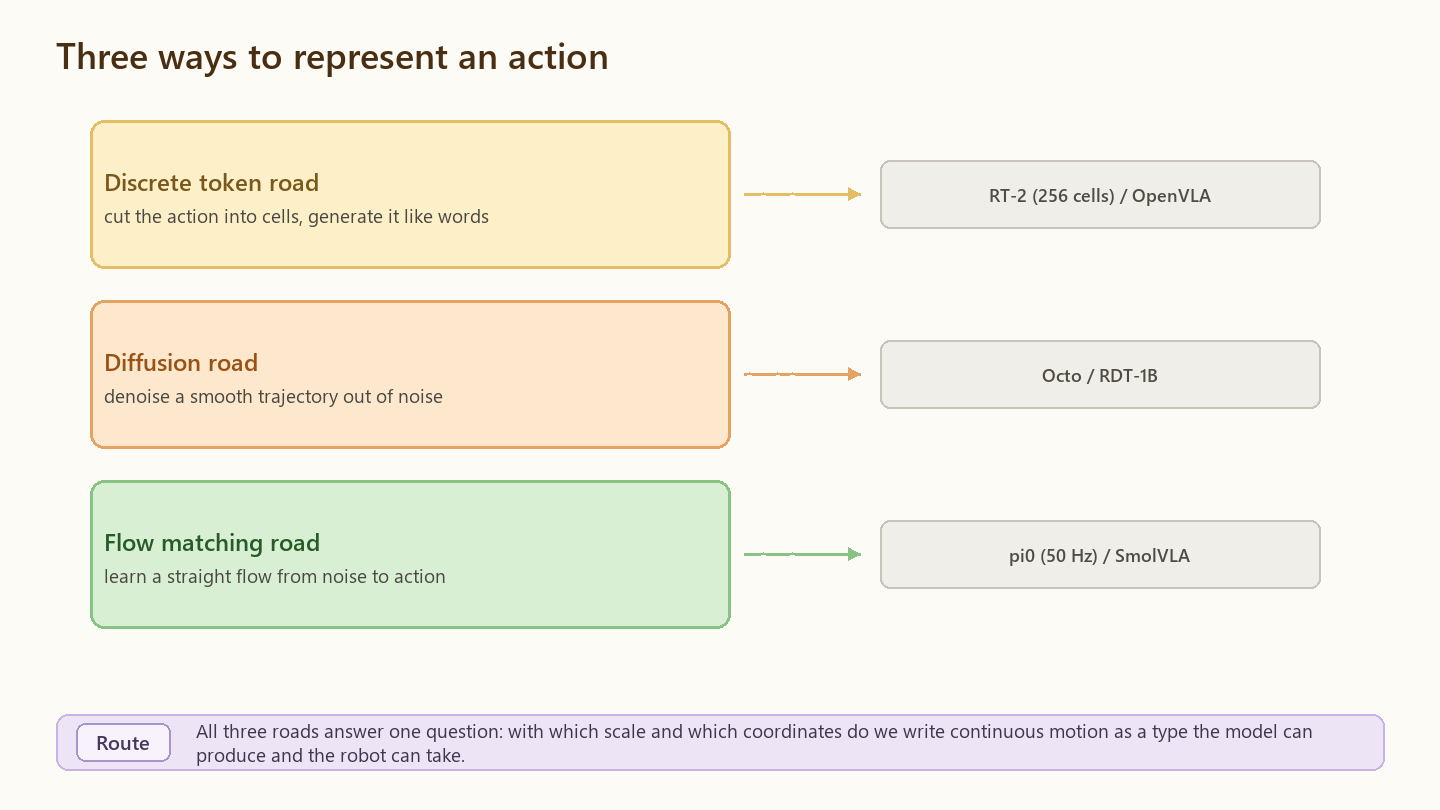 Three ways to represent an action
Discrete token road
cut the action into cells, generate it like words
RT-2 (256 cells) / OpenVLA
Diffusion road
denoise a smooth trajectory out of noise
Octo / RDT-1B
Flow matching road
learn a straight flow from noise to action
pi0 (50 Hz) / SmolVLA
Route
All three roads answer one question: with which scale and which coordinates do we write continuous motion as a type the model can
produce and the robot can take.